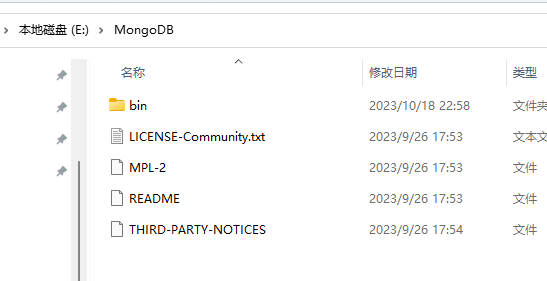 本地磁盘 (E:) > MongoDB
名称 修改日期 类型
bin 2023/10/18 22:58 文件夹
LICENSE-Community.txt 2023/9/26 17:53 文本文
MPL-2 2023/9/26 17:53 文件
README 2023/9/26 17:53 文件
THIRD-PARTY-NOTICES 2023/9/26 17:54 文件